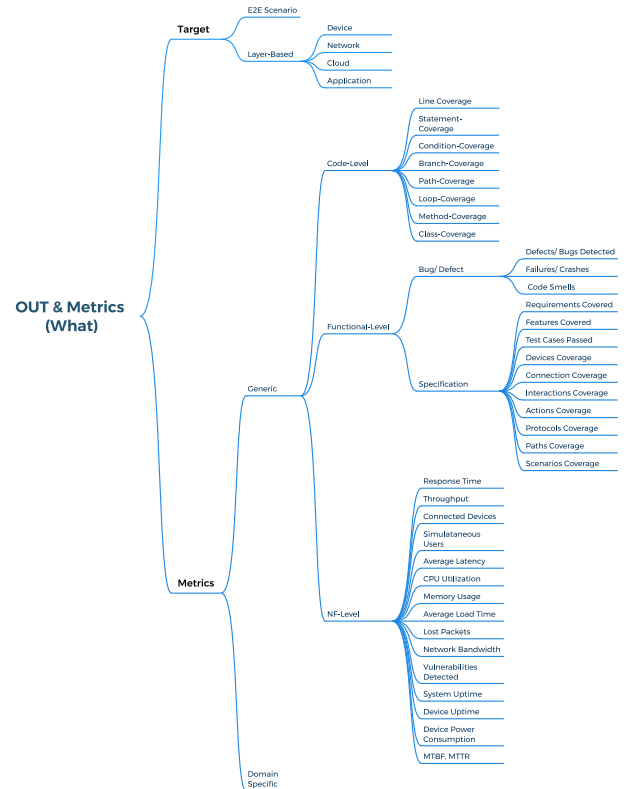 OUT & Metrics
(What)
Target
E2E Scenario
Layer-Based
Device
Network
Cloud
Application
Metrics
Generic
Code-Level
Line Coverage
Statement-
Coverage
Condition-Coverage
Branch-Coverage
Path-Coverage
Loop-Coverage
Method-Coverage
Class-Coverage
Functional-Level
Bug/ Defect
Defects/ Bugs Detected
Failures/ Crashes
Code Smells
Specification
Requirements Covered
Features Covered
Test Cases Passed
Devices Coverage
Connection Coverage
Interactions Coverage
Actions Coverage
Protocols Coverage
Paths Coverage
Scenarios Coverage
NF-Level
Response Time
Throughput
Connected Devices
Simulataneous
Users
Average Latency
CPU Utilization
Memory Usage
Average Load Time
Lost Packets
Network Bandwidth
Vulnerabilities
Detected
System Uptime
Device Uptime
Device Power
Consumption
MTBF, MTTR
Domain
Specific